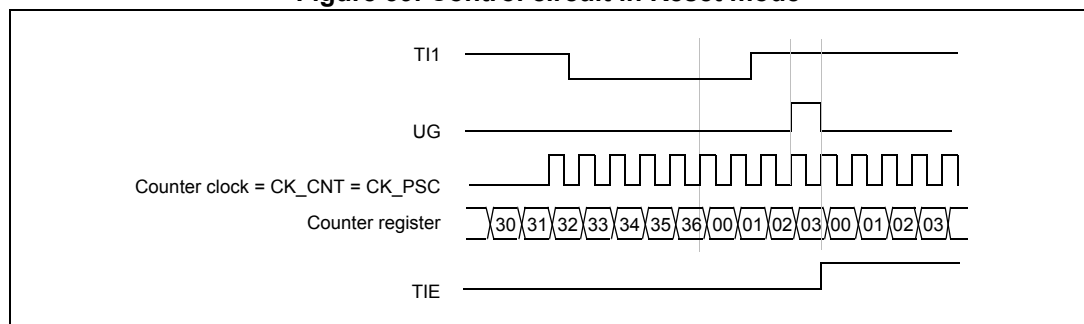 Figure Control circuit in Reset mode
TI1
UG
Counter clock = CK_CNT = CK_PSC
Counter register 30 31 32 33 34 35 36 00 01 02 03 00 01 02 03
TIE